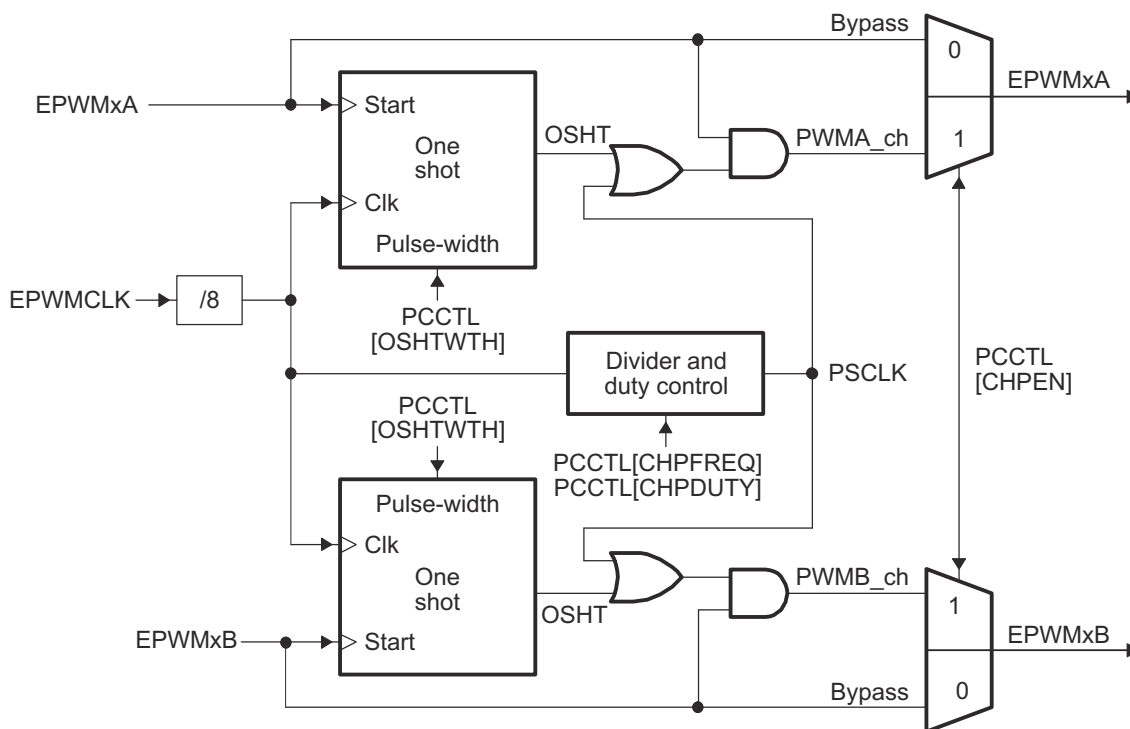 Bypass
0
EPWMxA
EPWMxA
Start
OSHT
PWMA_ch
1
One
shot
Clk
Pulse-width
EPWMCLK
/8
PCCTL
[OSHTWTH]
Divider and
duty control
PSCLK
PCCTL
[CHPEN]
PCCTL
[OSHTWTH]
PCCTL[CHPFREQ]
PCCTL[CHPDUTY]
Pulse-width
Clk
One
shot
OSHT
PWMB_ch
1
EPWMxB
Start
EPWMxB
Bypass
0